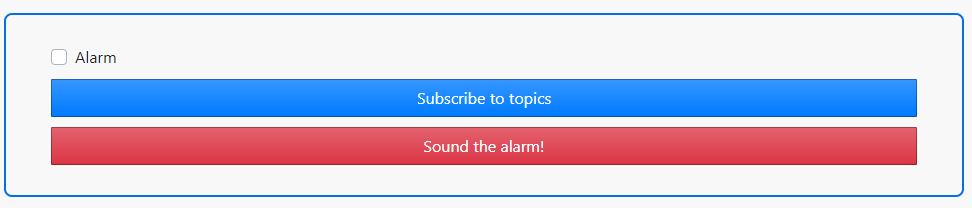 Alarm
Subscribe to topics
Sound the alarm!